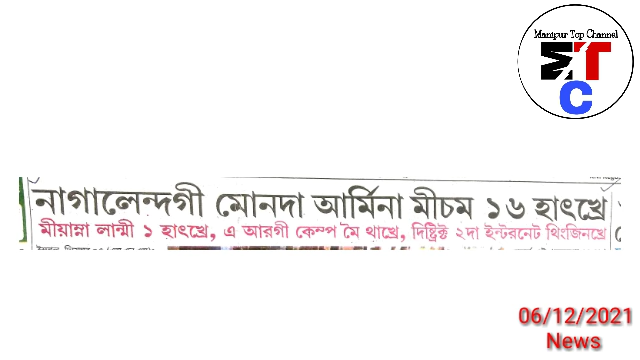 Manipur Top Channel
MTC
নাগালেন্দগী মোনদা আর্মিনা মীচম ১৬ হাৎখ্রে
মীয়াম্না লান্মী ১ হাৎখ্রে, এ আরগী কেম্প মৈ থাখ্রে, দিষ্ট্রিক্ট ২দা ইন্টরনেট থিংজিনখ্রে
06/12/2021
News